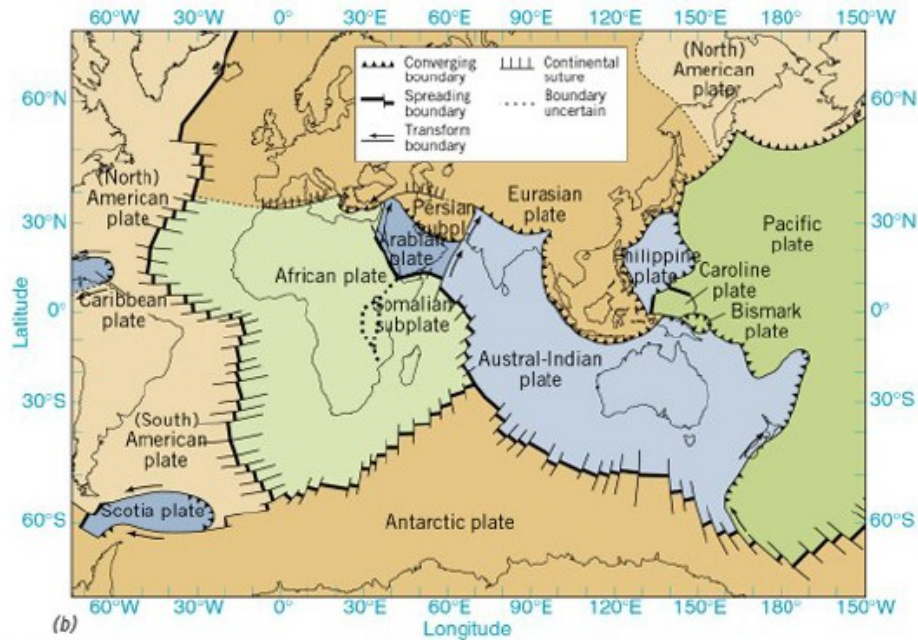 (b) 60°W 30°W 0° 30°E 60°E 90°E 120°E 150°E 180° 150°W
Converging boundary
Spreading boundary
Transform boundary
Continental suture
Boundary uncertain
(North) American plate
60°N
60°N
(North) American plate
Eurasian plate
30°N
30°N
Persian subpl
Arabian plate
Pacific plate
African plate
Philippine plate
Caroline plate
Caribbean plate
Somalian subplate
Bismark plate
0°
0°
Latitude
Austral-Indian plate
30°S
30°S
(South) American plate
Scotia plate
Antarctic plate
60°S
60°S
60°W 30°W 0° 30°E 60°E 90°E 120°E 150°E 180° 150°W
(b)
Longitude